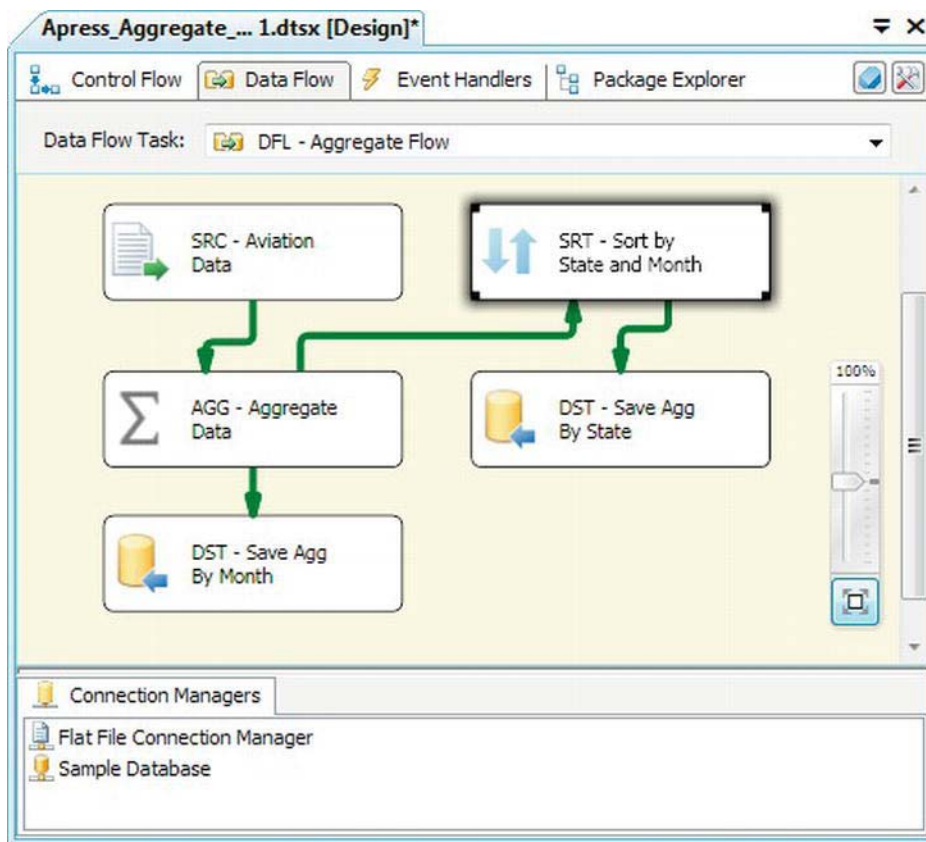 Apress_Aggregate_... 1.dtsx [Design]*
Control Flow
Data Flow
Event Handlers
Package Explorer
Data Flow Task:
DFL - Aggregate Flow
SRC - Aviation
Data
SRT - Sort by
State and Month
AGG - Aggregate
Data
DST - Save Agg
By State
100%
DST - Save Agg
By Month
Connection Managers
Flat File Connection Manager
Sample Database